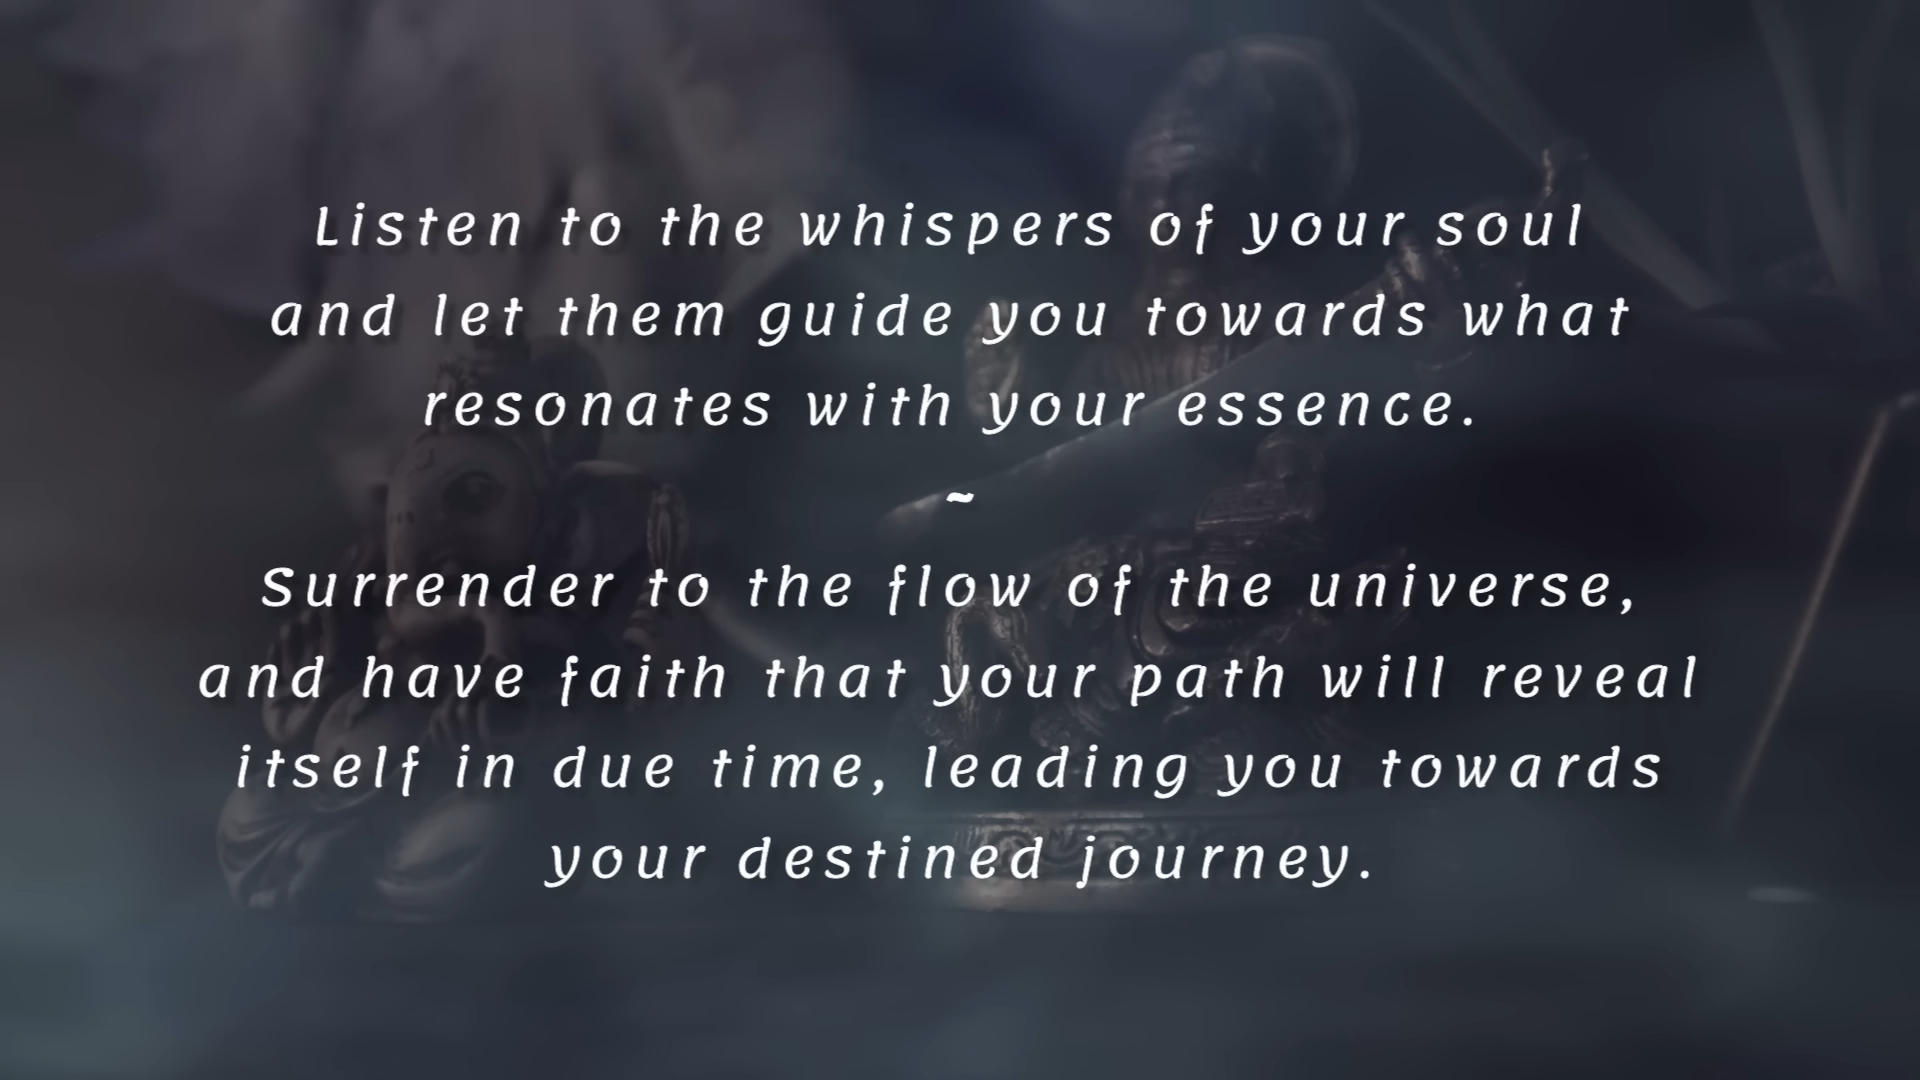 Listen to the whispers of your soul
and let them guide you towards what
resonates with your essence.
~
Surrender to the flow of the universe,
and have faith that your path will reveal
itself in due time, leading you towards
your destined journey.